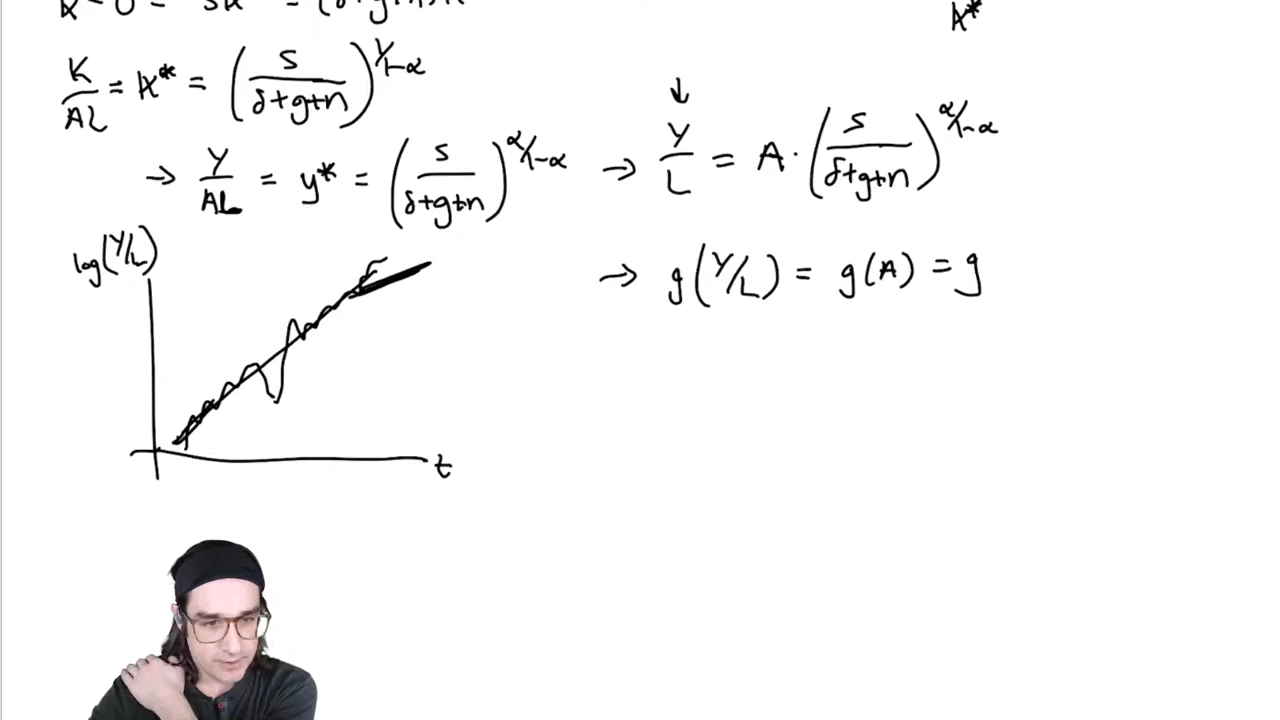 k*
K/AL = k* = (s/(δ+g+n))^(1/1-α)
→ Y/AL = y* = (s/(δ+g+n))^(α/1-α) → Y/L = A · (s/(δ+g+n))^(α/1-α)
log(Y/L)
→ g(Y/L) = g(A) = g
t